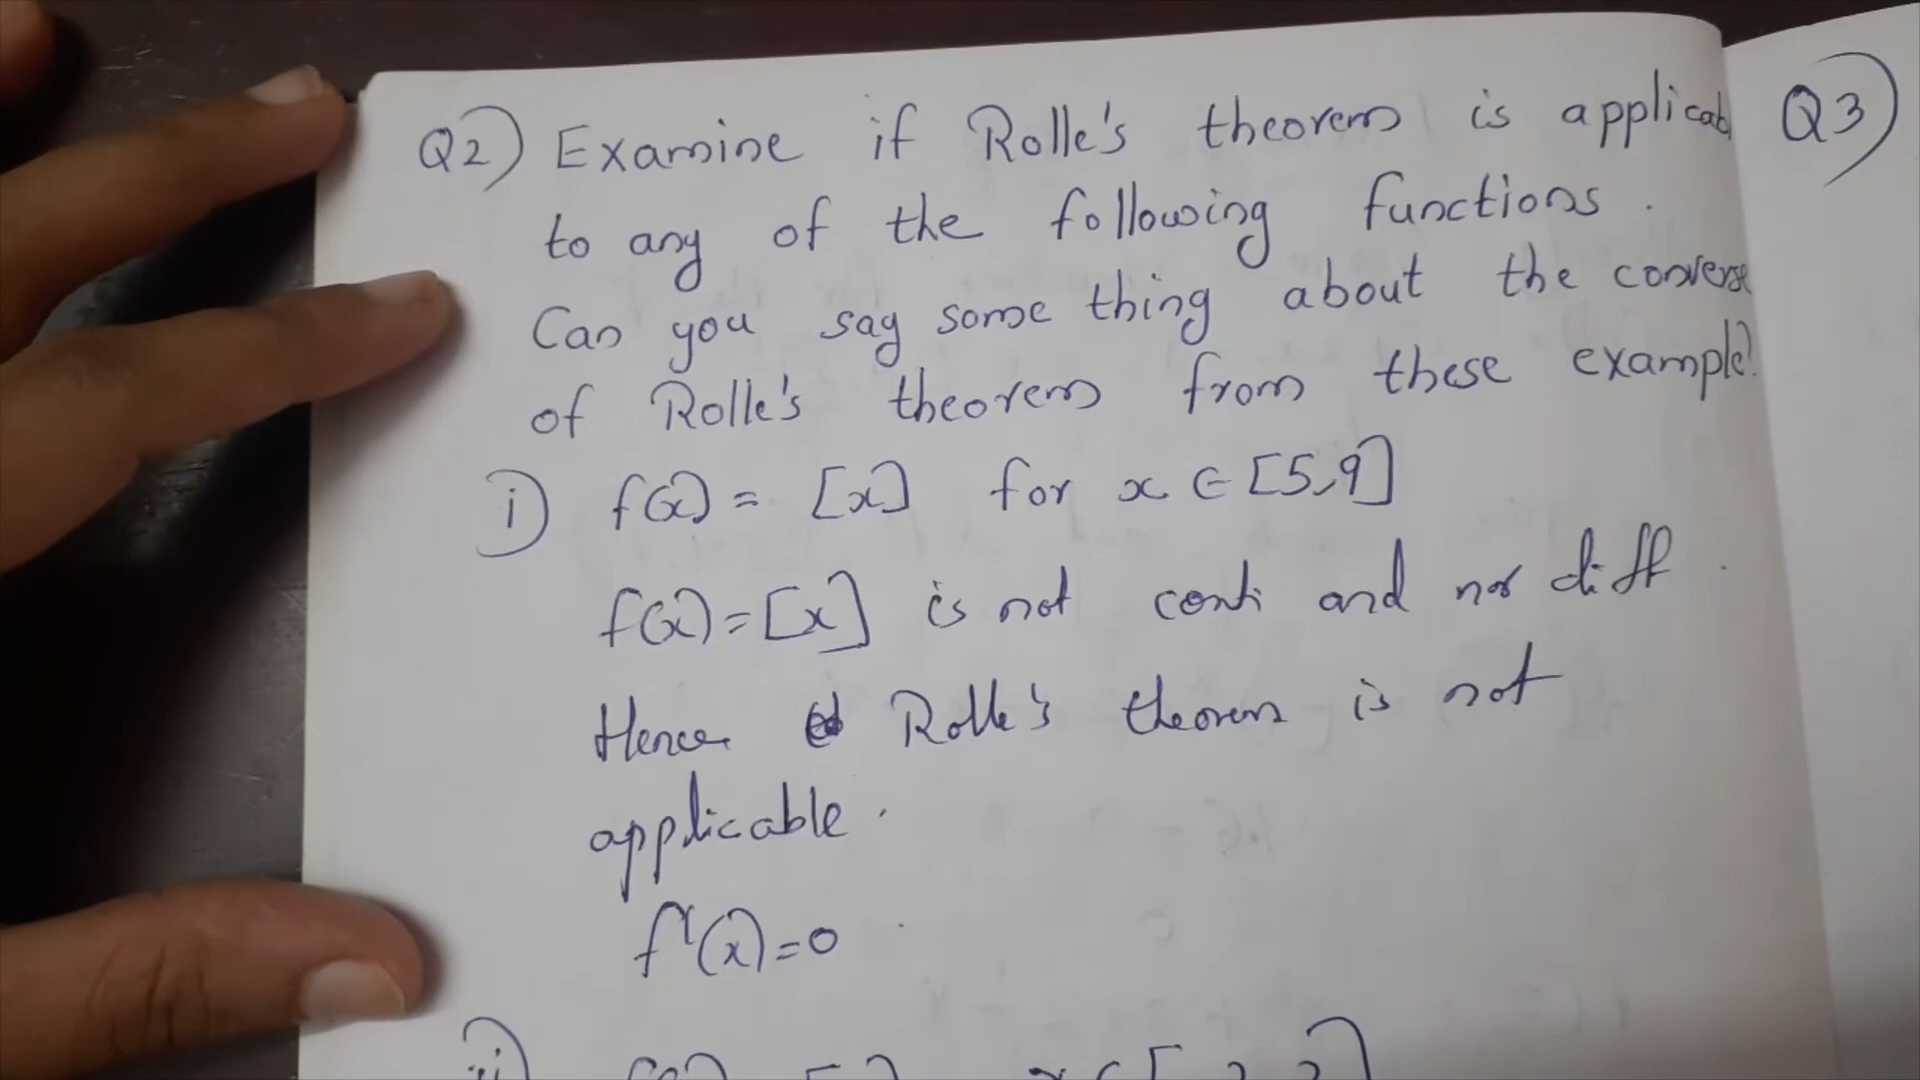 Q2) Examine if Rolle's theorem is applicab
to any of the following functions.
Can you say some thing about the converse
of Rolle's theorem from these example?
i) f(x) = [x] for x ∈ [5,9]
f(x) = [x] is not conti and not diff.
Hence Rolle's theorem is not
applicable.
f'(x) = 0
Q3)